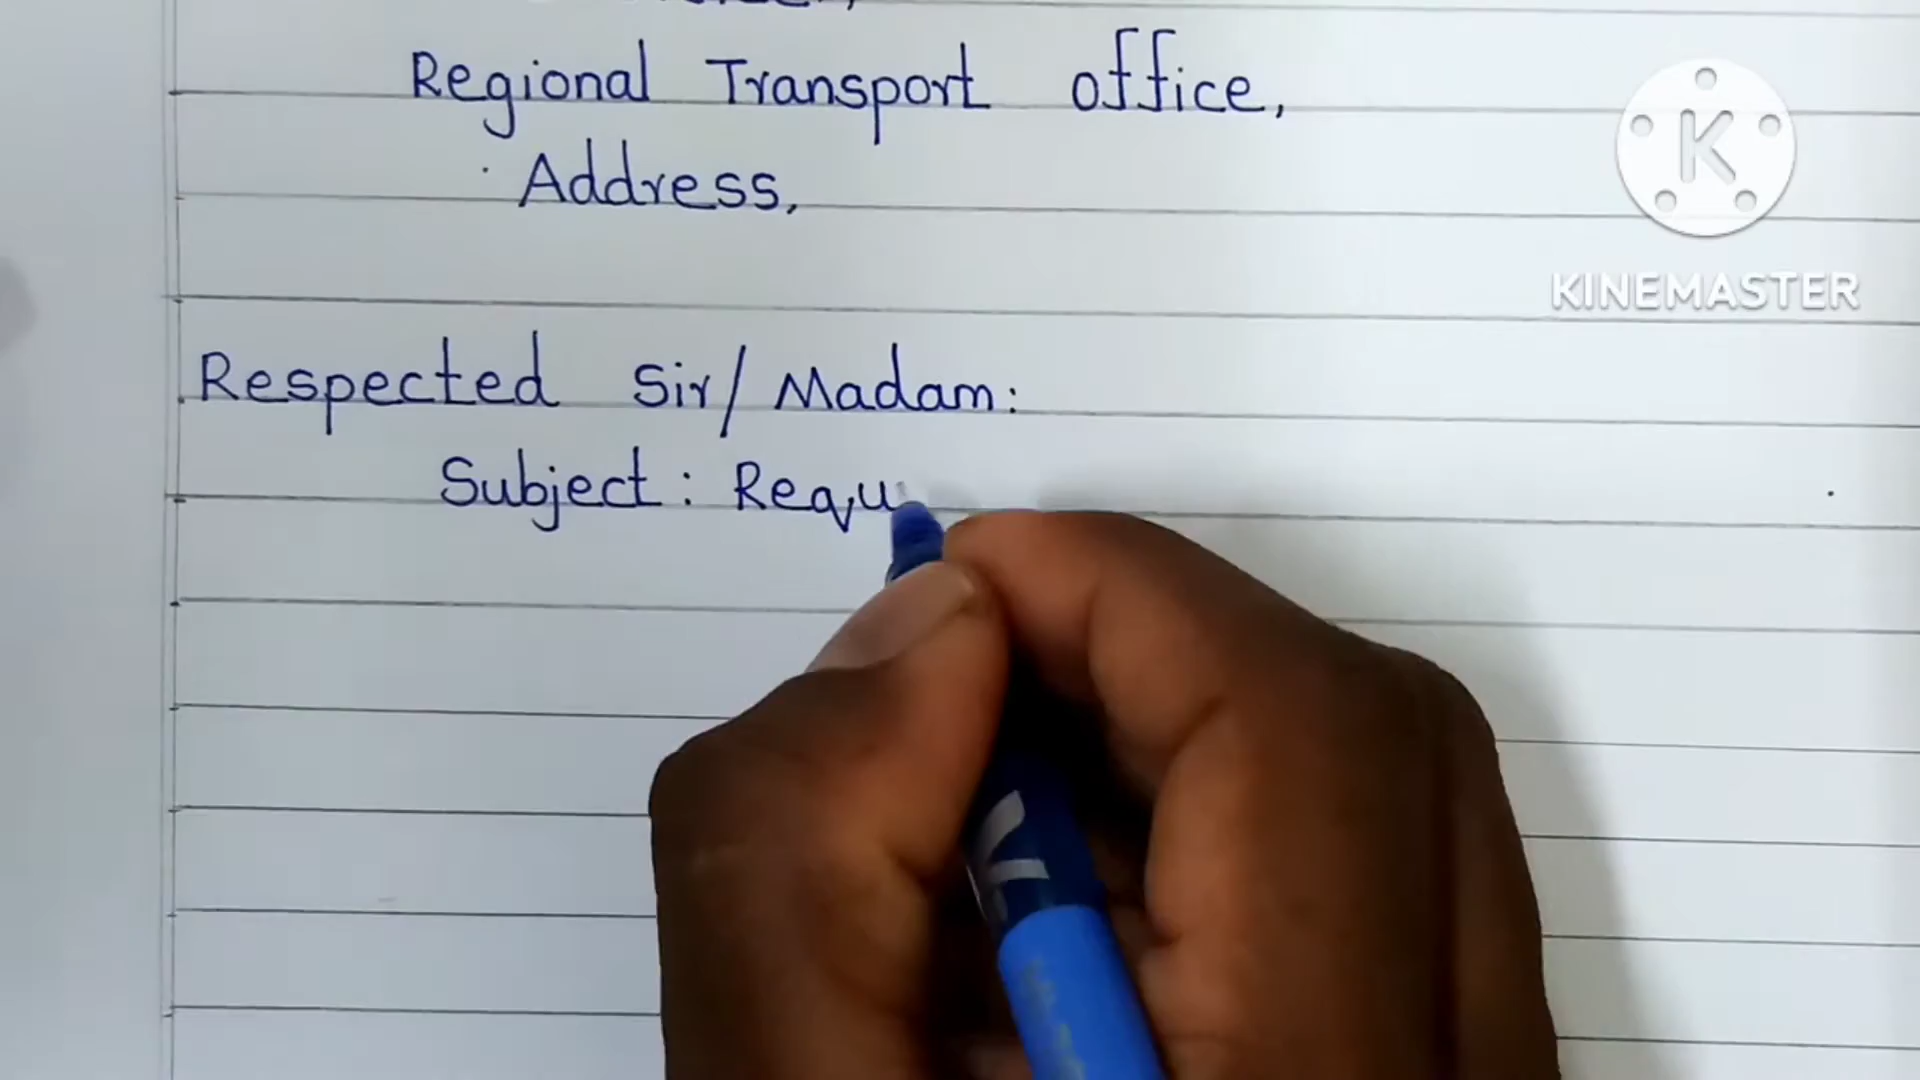 Regional Transport office,
Address,
Respected Sir/ Madam:
Subject: Requ
K
KINEMASTER